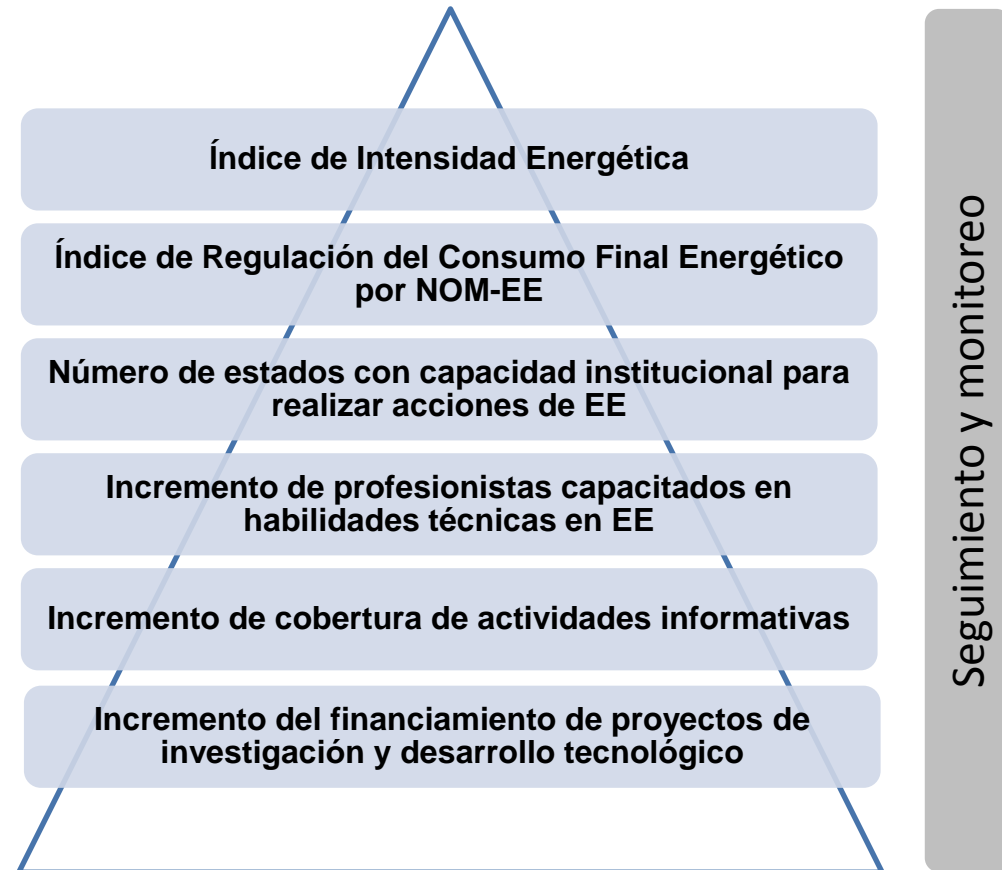 Índice de Intensidad Energética
Índice de Regulación del Consumo Final Energético
por NOM-EE
Número de estados con capacidad institucional para
realizar acciones de EE
Incremento de profesionistas capacitados en
habilidades técnicas en EE
Incremento de cobertura de actividades informativas
Incremento del financiamiento de proyectos de
investigación y desarrollo tecnológico
Seguimiento y monitoreo